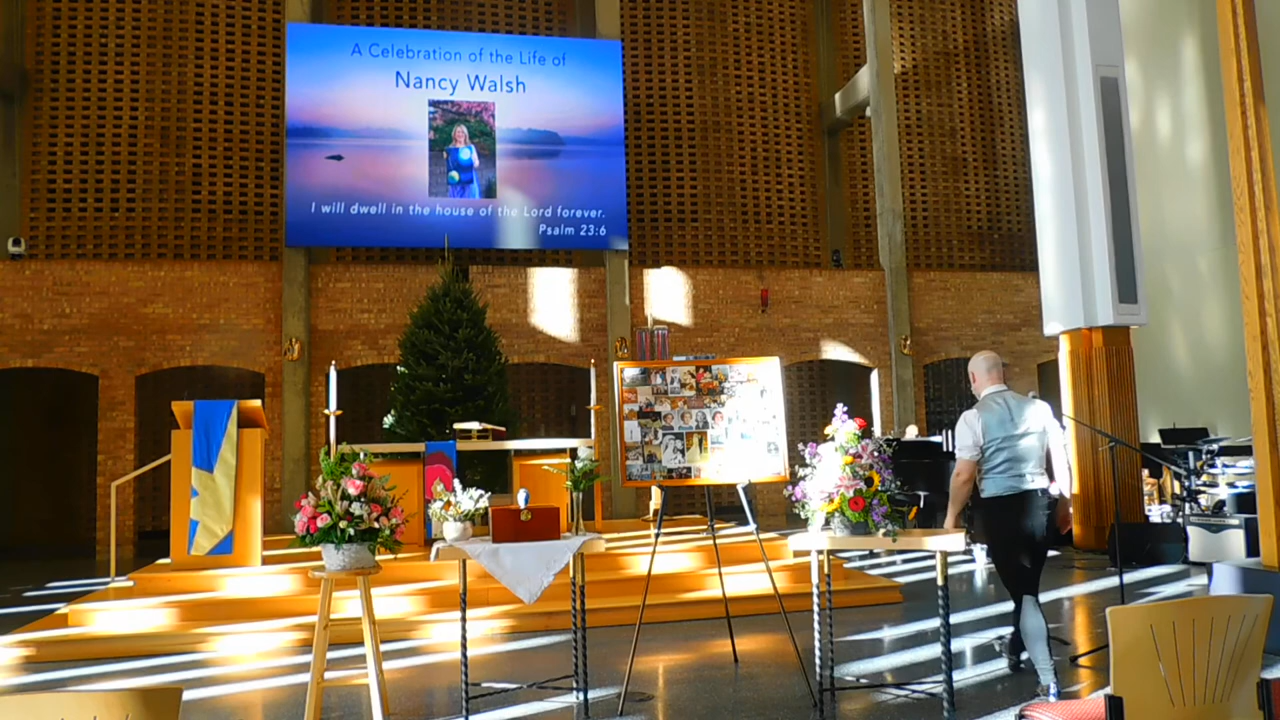 A Celebration of the Life of
Nancy Walsh
I will dwell in the house of the Lord forever.
Psalm 23:6